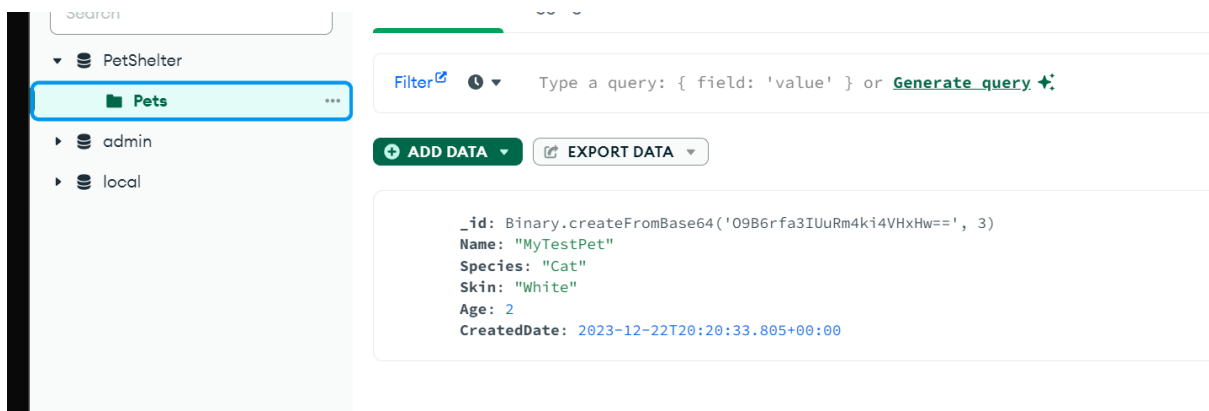 Search
PetShelter
Pets
admin
local
Filter
Type a query: { field: 'value' } or Generate query
ADD DATA
EXPORT DATA
_id: Binary.createFromBase64('O9B6rfa3IUuRm4ki4VHxHw==', 3)
Name: "MyTestPet"
Species: "Cat"
Skin: "White"
Age: 2
CreatedDate: 2023-12-22T20:20:33.805+00:00